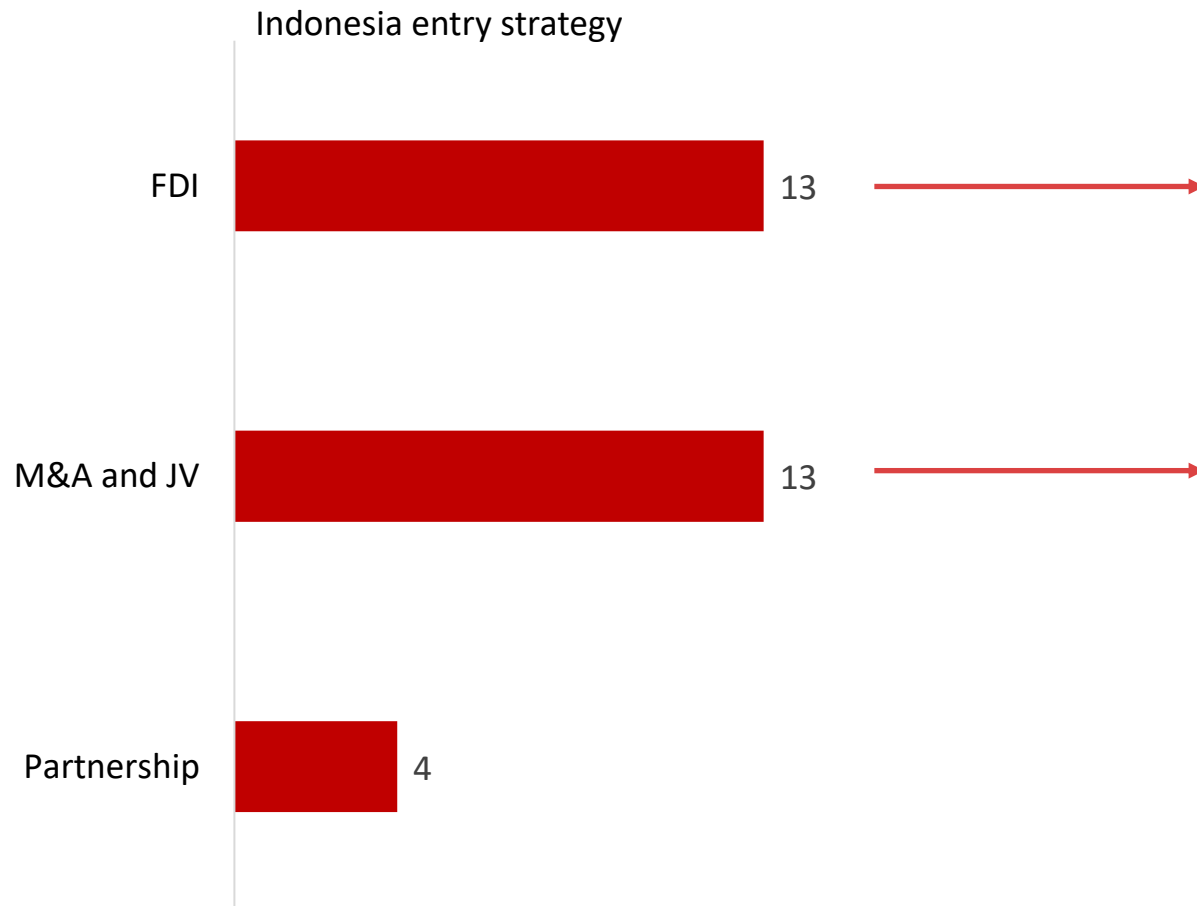 Indonesia entry strategy
FDI
13
M&A and JV
13
Partnership
4